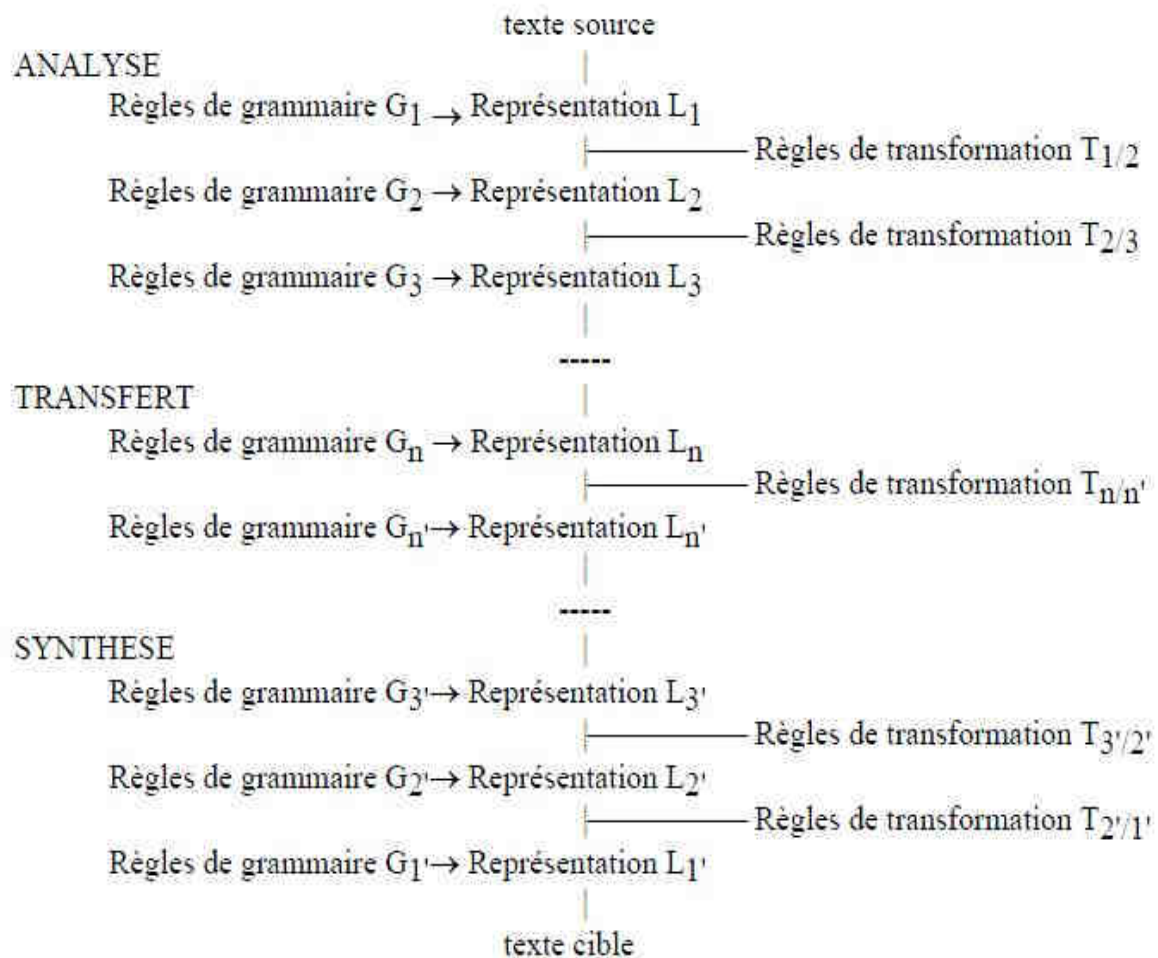 texte source
ANALYSE
Règles de grammaire G1 → Représentation L1
Règles de transformation T1/2
Règles de grammaire G2 → Représentation L2
Règles de transformation T2/3
Règles de grammaire G3 → Représentation L3
-----
TRANSFERT
Règles de grammaire Gn → Représentation Ln
Règles de transformation Tn/n'
Règles de grammaire Gn' → Représentation Ln'
-----
SYNTHESE
Règles de grammaire G3' → Représentation L3'
Règles de transformation T3'/2'
Règles de grammaire G2' → Représentation L2'
Règles de transformation T2'/1'
Règles de grammaire G1' → Représentation L1'
texte cible